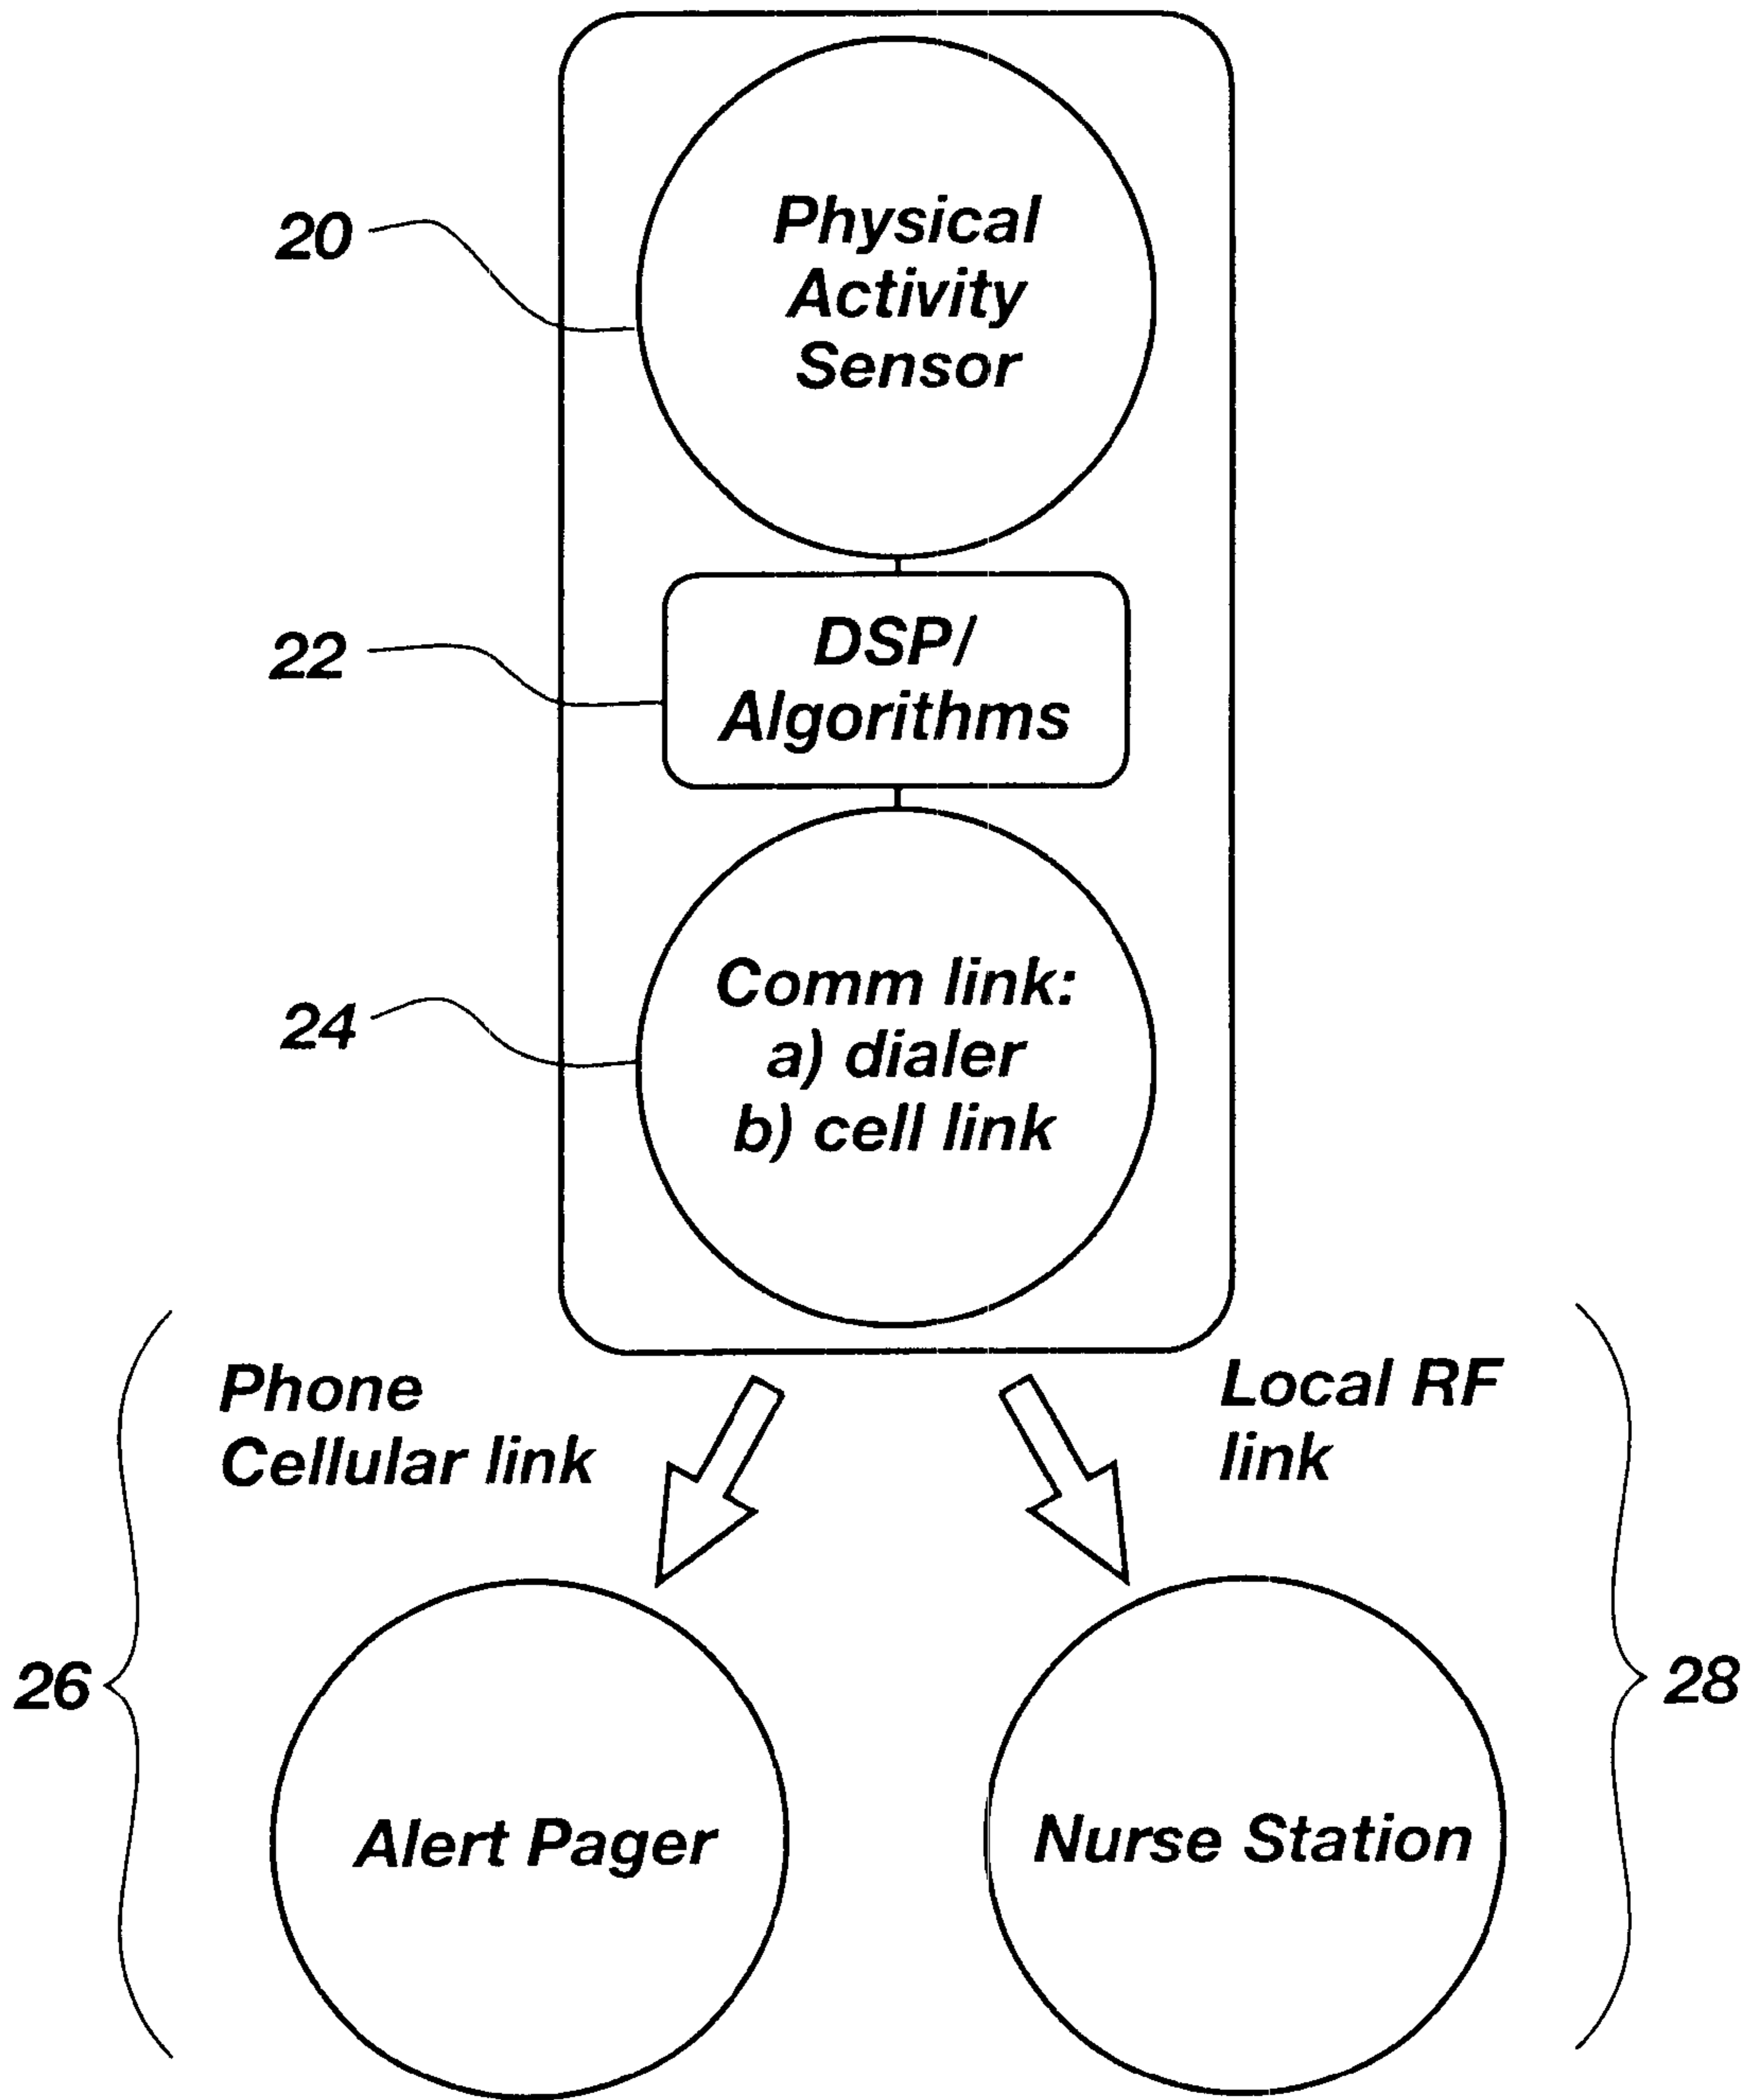 20
Physical
Activity
Sensor
22
DSP/
Algorithms
24
Comm link:
a) dialer
b) cell link
Phone
Cellular link
Local RF
link
26
28
Alert Pager
Nurse Station